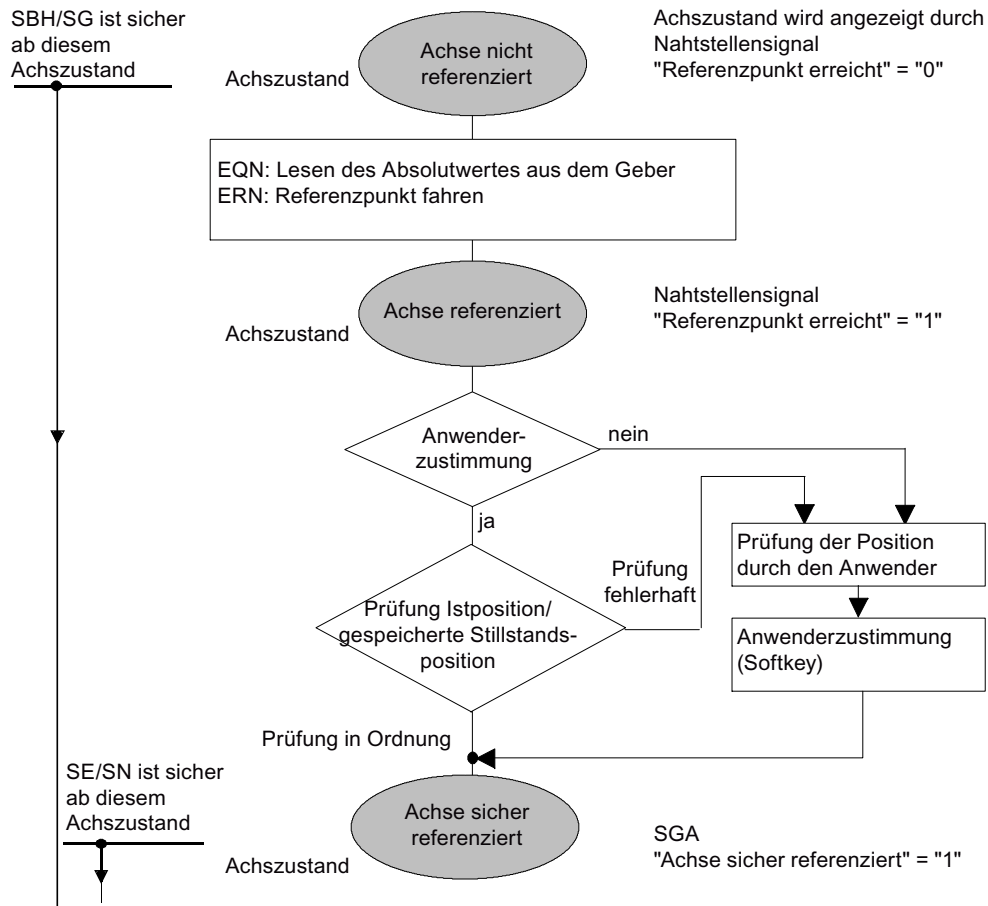 SBH/SG ist sicher
ab diesem
Achszustand
Achszustand
Achse nicht
referenziert
Achszustand wird angezeigt durch
Nahtstellensignal
"Referenzpunkt erreicht" = "0"
EQN: Lesen des Absolutwertes aus dem Geber
ERN: Referenzpunkt fahren
Achszustand
Achse referenziert
Nahtstellensignal
"Referenzpunkt erreicht" = "1"
Anwender-
zustimmung
nein
ja
Prüfung der Position
durch den Anwender
Prüfung
fehlerhaft
Prüfung Istposition/
gespeicherte Stillstands-
position
Anwenderzustimmung
(Softkey)
Prüfung in Ordnung
SE/SN ist sicher
ab diesem
Achszustand
Achszustand
Achse sicher
referenziert
SGA
"Achse sicher referenziert" = "1"